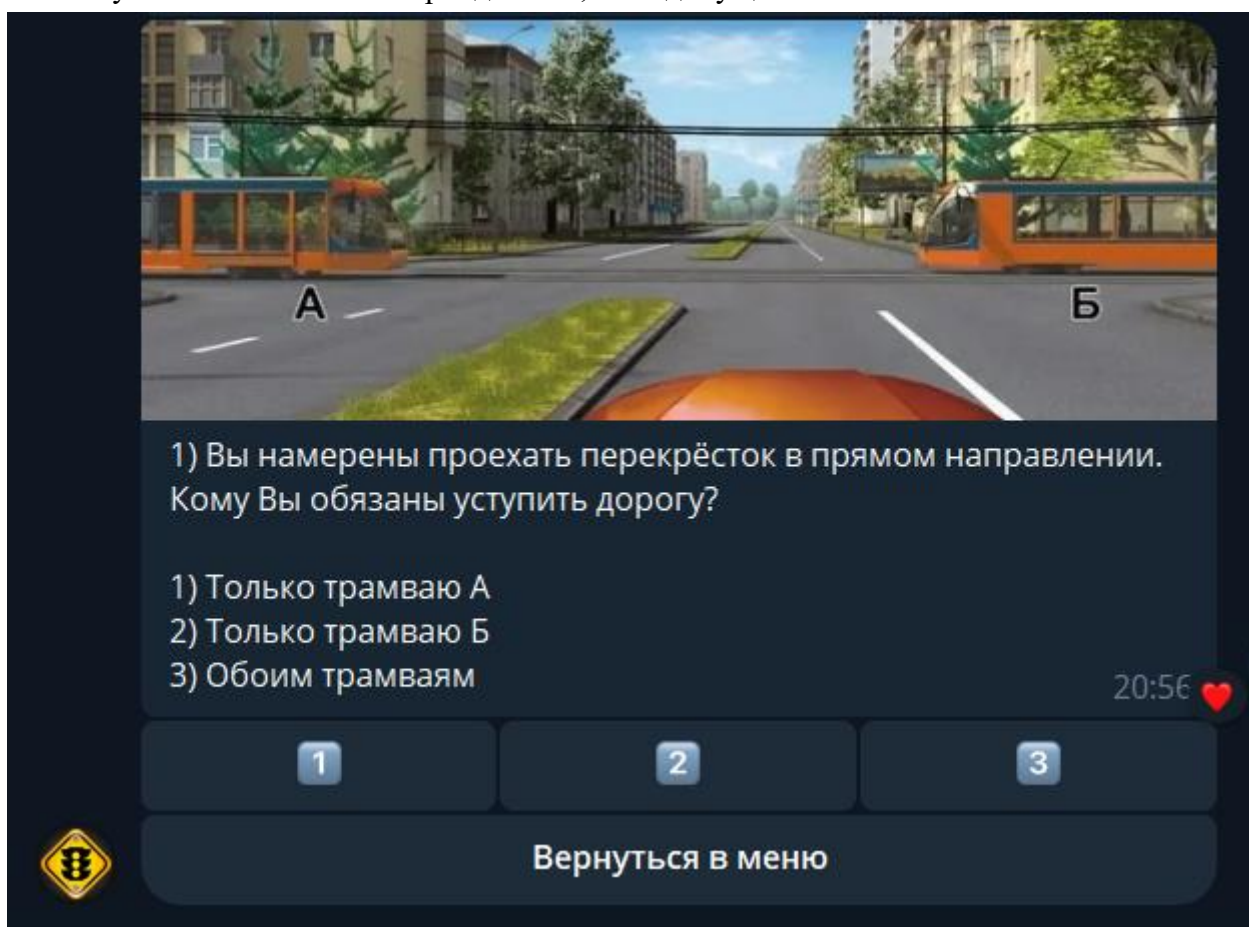 А
Б
1) Вы намерены проехать перекрёсток в прямом направлении.
Кому Вы обязаны уступить дорогу?
1) Только трамваю А
2) Только трамваю Б
3) Обоим трамваям
20:56
1
2
3
Вернуться в меню